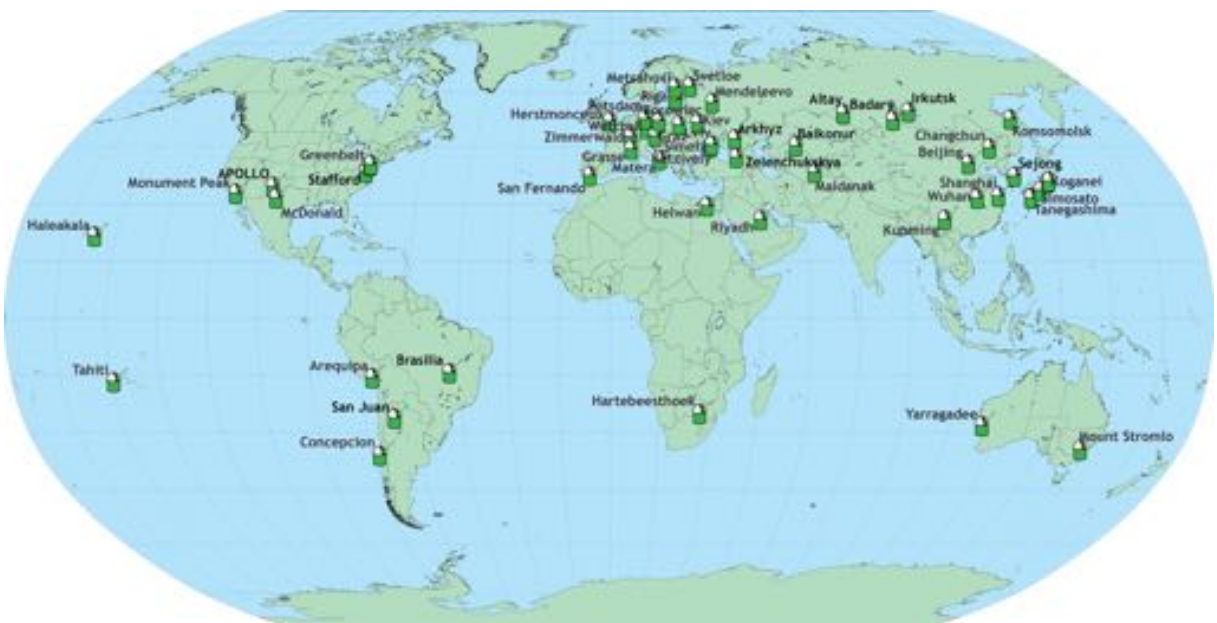 Metsahovi
Svetloe
Riga
Mendeleevo
Potsdam
Altay
Badary
Irkutsk
Herstmonceux
Kiev
Komsomolsk
Zimmerwald
Arkhyz
Baikonur
Changchun
Greenbelt
Grasse
Simeiz
Katzively
Beijing
Zelenchukskya
Sejong
APOLLO
Stafford
Matera
Monument Peak
San Fernando
Maidanak
Shanghai
Koganei
Wuhan
Simosato
McDonald
Helwan
Tanegashima
Haleakala
Riyadh
Kunming
Tahiti
Arequipa
Brasilia
San Juan
Hartebeesthoek
Yarragadee
Concepcion
Mount Stromlo